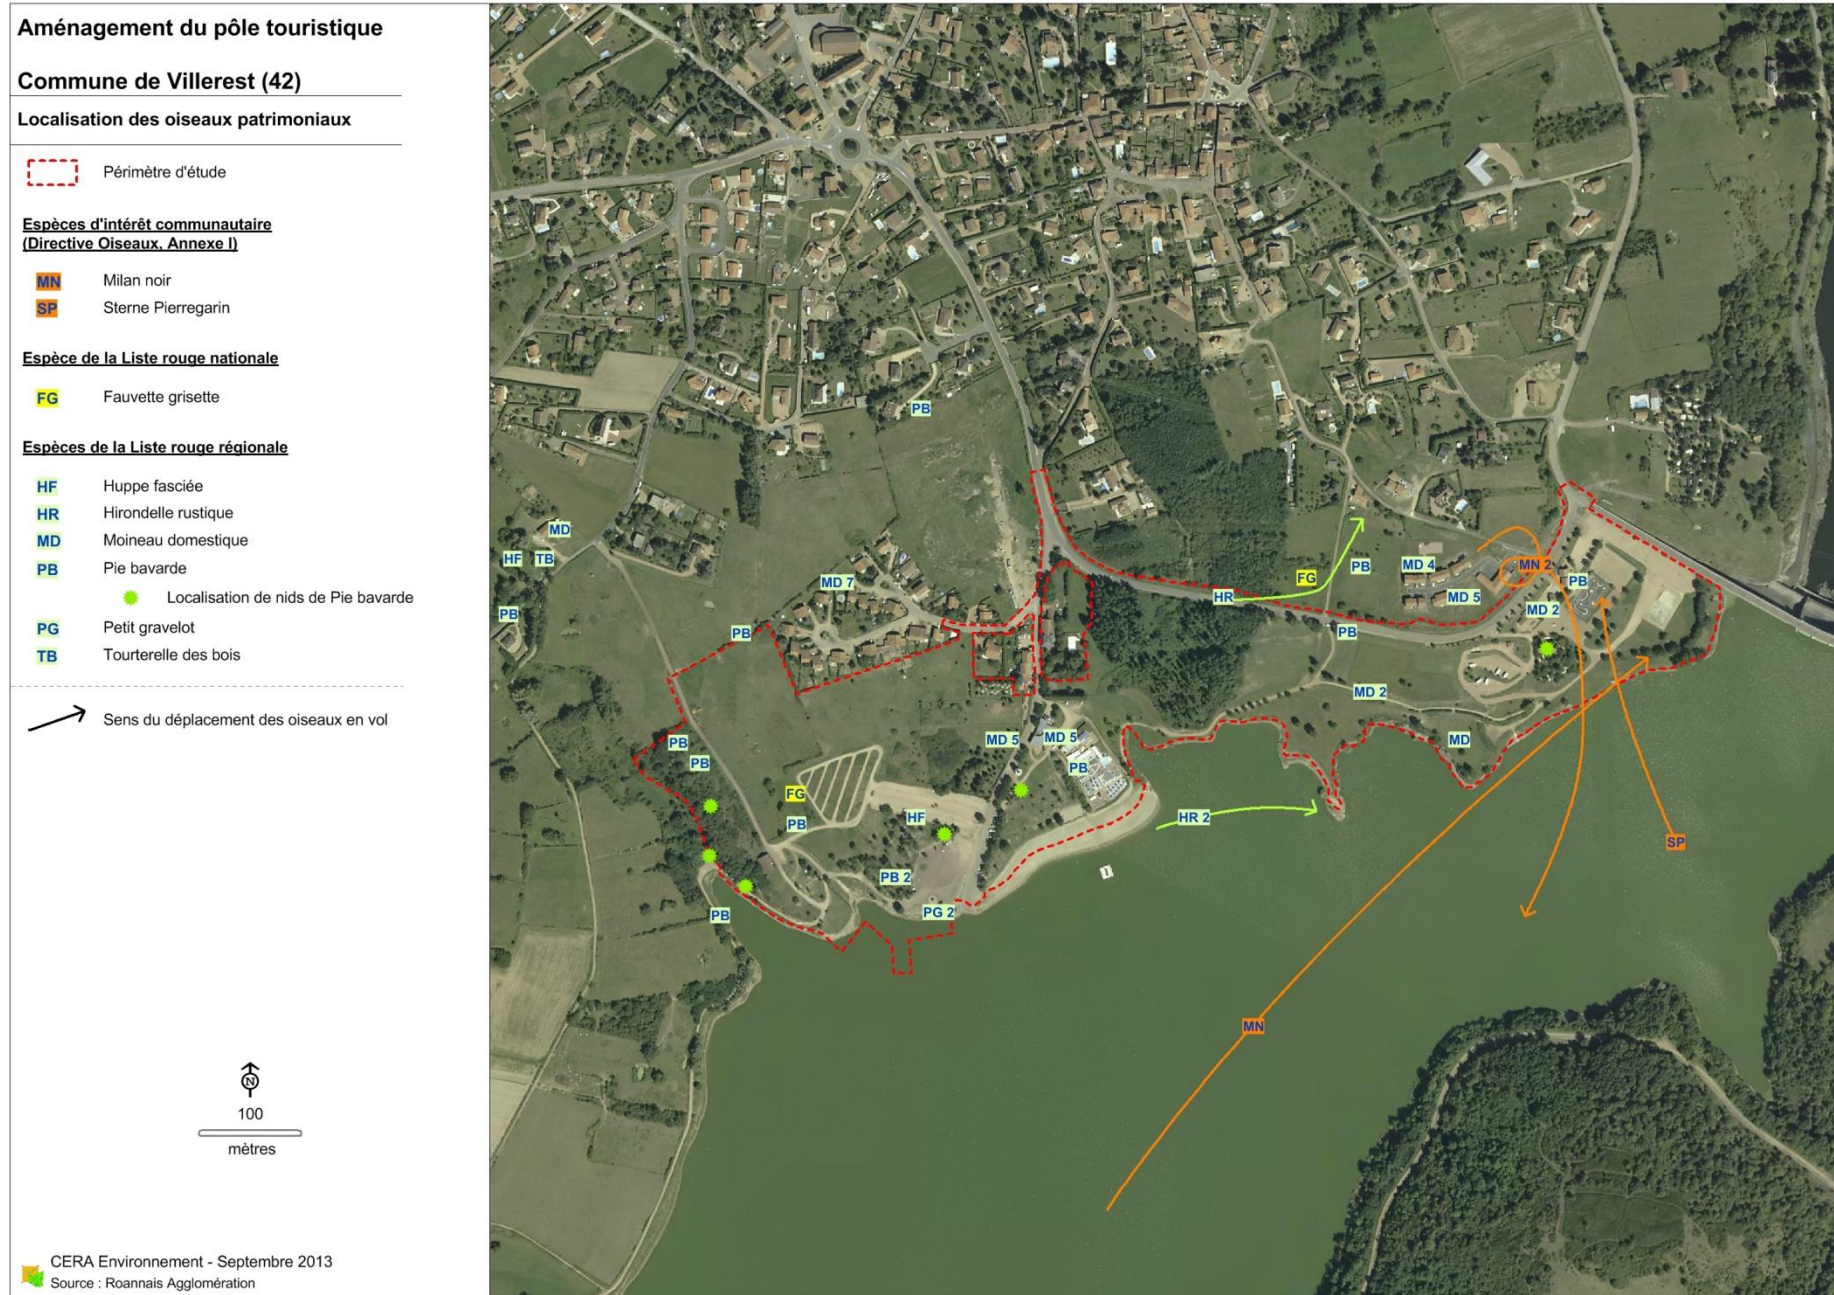 Aménagement du pôle touristique
Commune de Villerest (42)
Localisation des oiseaux patrimoniaux
Périmètre d'étude
Espèces d'intérêt communautaire
(Directive Oiseaux, Annexe I)
MN Milan noir
SP Sterne Pierregarin
Espèce de la Liste rouge nationale
FG Fauvette grisette
Espèces de la Liste rouge régionale
HF Huppe fasciée
HR Hirondelle rustique
MD Moineau domestique
PB Pie bavarde
Localisation de nids de Pie bavarde
PG Petit gravelot
TB Tourterelle des bois
Sens du déplacement des oiseaux en vol
N
100
mètres
CERA Environnement - Septembre 2013
Source : Roannais Agglomération
PB
MD
HF TB
PB
MD 7
PB
FG
PB
MD 4
MN 2
PB
HR
MD 5
MD 2
PB
MD 2
PB
PB
MD 5
MD 5
MD
PB
FG
PB
HF
HR 2
SP
PB 2
PB
PG 2
MN